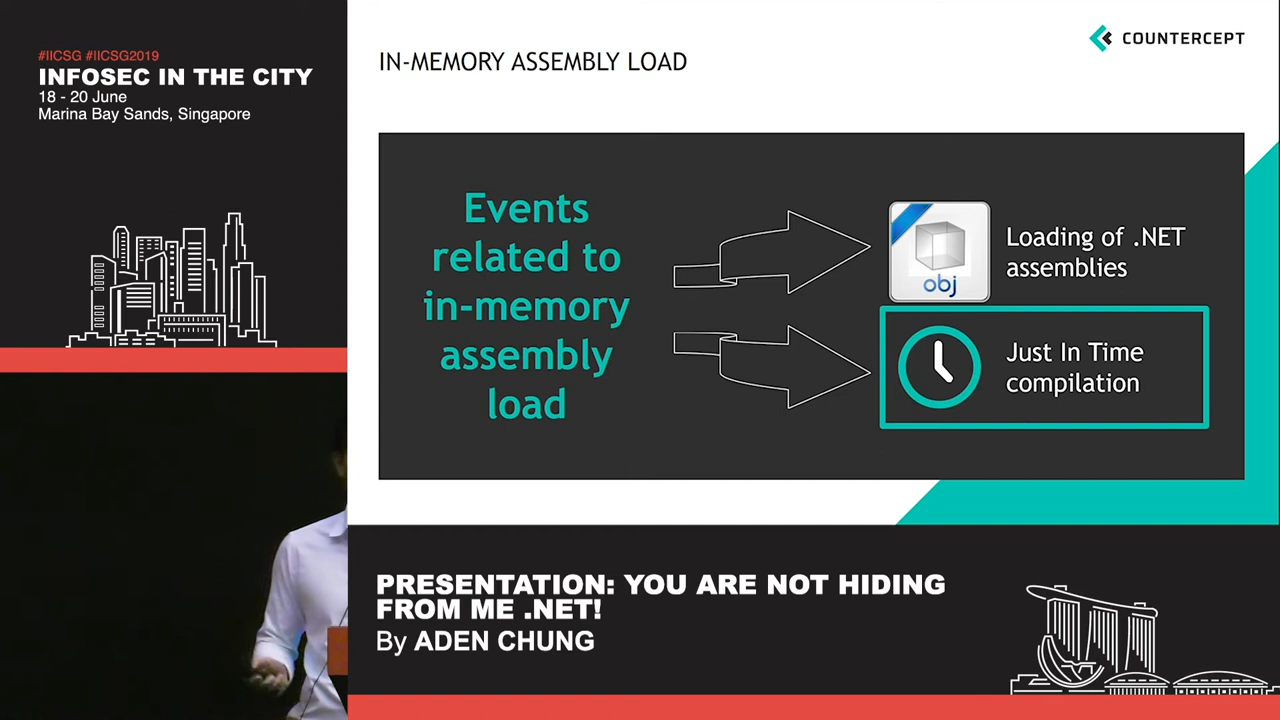 #IICSG #IICSG2019
INFOSEC IN THE CITY
18 - 20 June
Marina Bay Sands, Singapore
COUNTERCEPT
IN-MEMORY ASSEMBLY LOAD
Events
related to
in-memory
assembly
load
obj
Loading of .NET
assemblies
Just In Time
compilation
PRESENTATION: YOU ARE NOT HIDING
FROM ME .NET!
By ADEN CHUNG